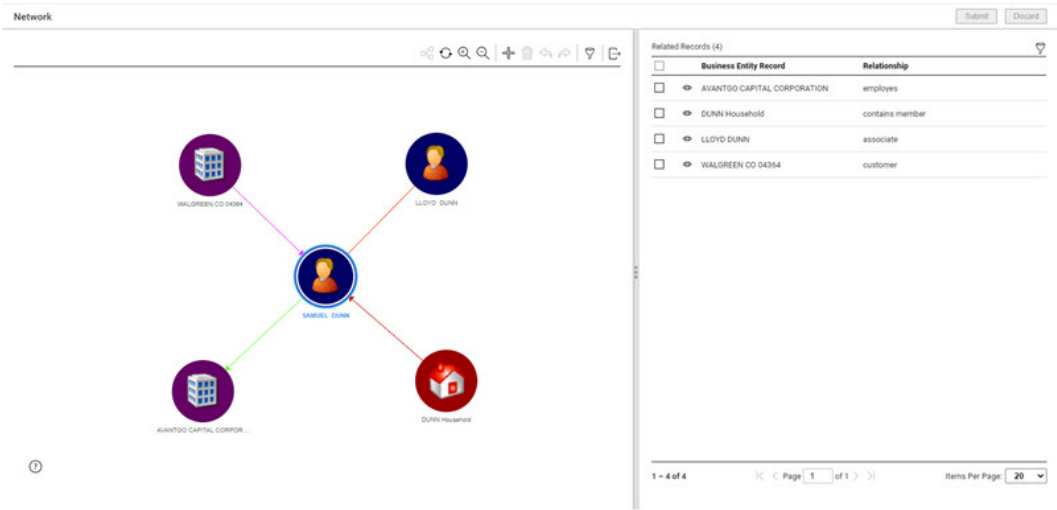 Network
Submit
Discard
Related Records (4)
Business Entity Record Relationship
AVANTGO CAPITAL CORPORATION employes
DUNN Household contains member
LLOYD DUNN associate
WALGREEN CO 04364 customer
WALGREEN CO 04364
LLOYD DUNN
SAMUEL DUNN
AVANTGO CAPITAL CORPOR...
DUNN Household
?
1 – 4 of 4
Page 1 of 1
Items Per Page: 20